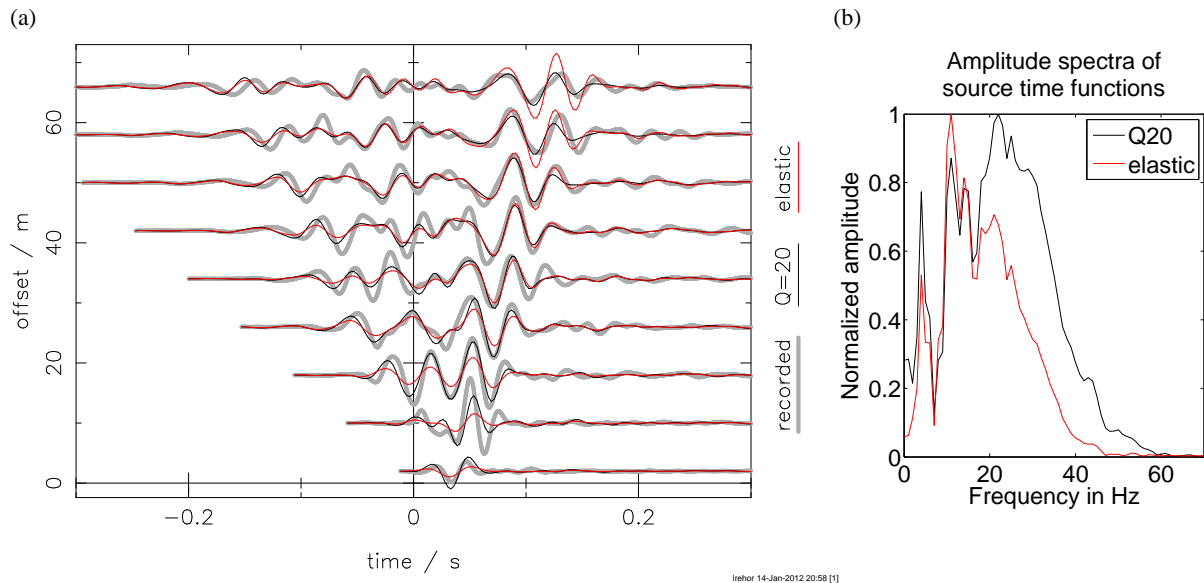 (a)
(b)
offset / m
0
20
40
60
−0.2
0
0.2
time / s
recorded
Q=20
elastic
Amplitude spectra of
source time functions
Q20
elastic
Normalized amplitude
1
0.8
0.6
0.4
0.2
0
0
20
40
60
Frequency in Hz
lrehor 14-Jan-2012 20:58 [1]